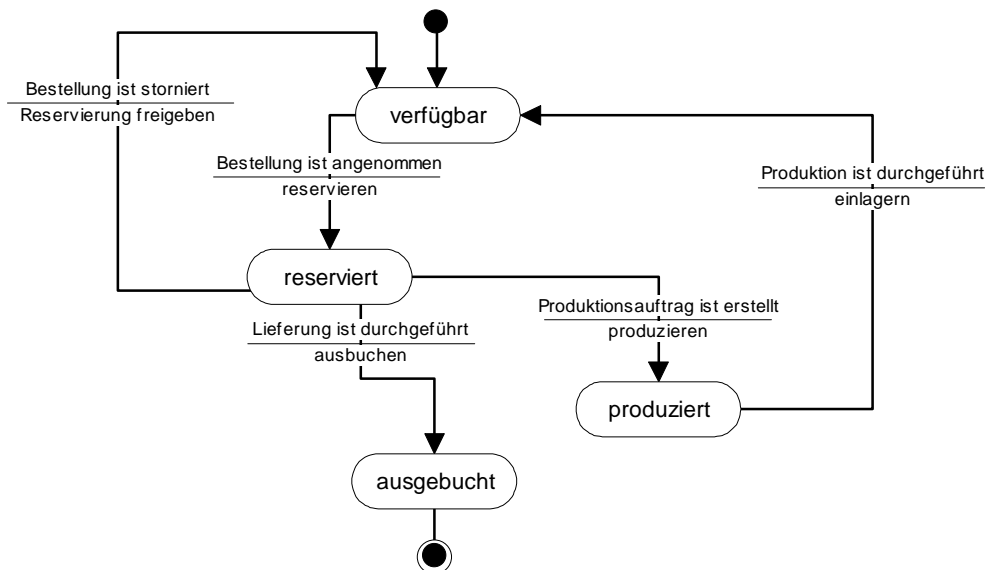 Bestellung ist storniert
Reservierung freigeben
verfügbar
Bestellung ist angenommen
reservieren
Produktion ist durchgeführt
einlagern
reserviert
Produktionsauftrag ist erstellt
produzieren
Lieferung ist durchgeführt
ausbuchen
produziert
ausgebucht